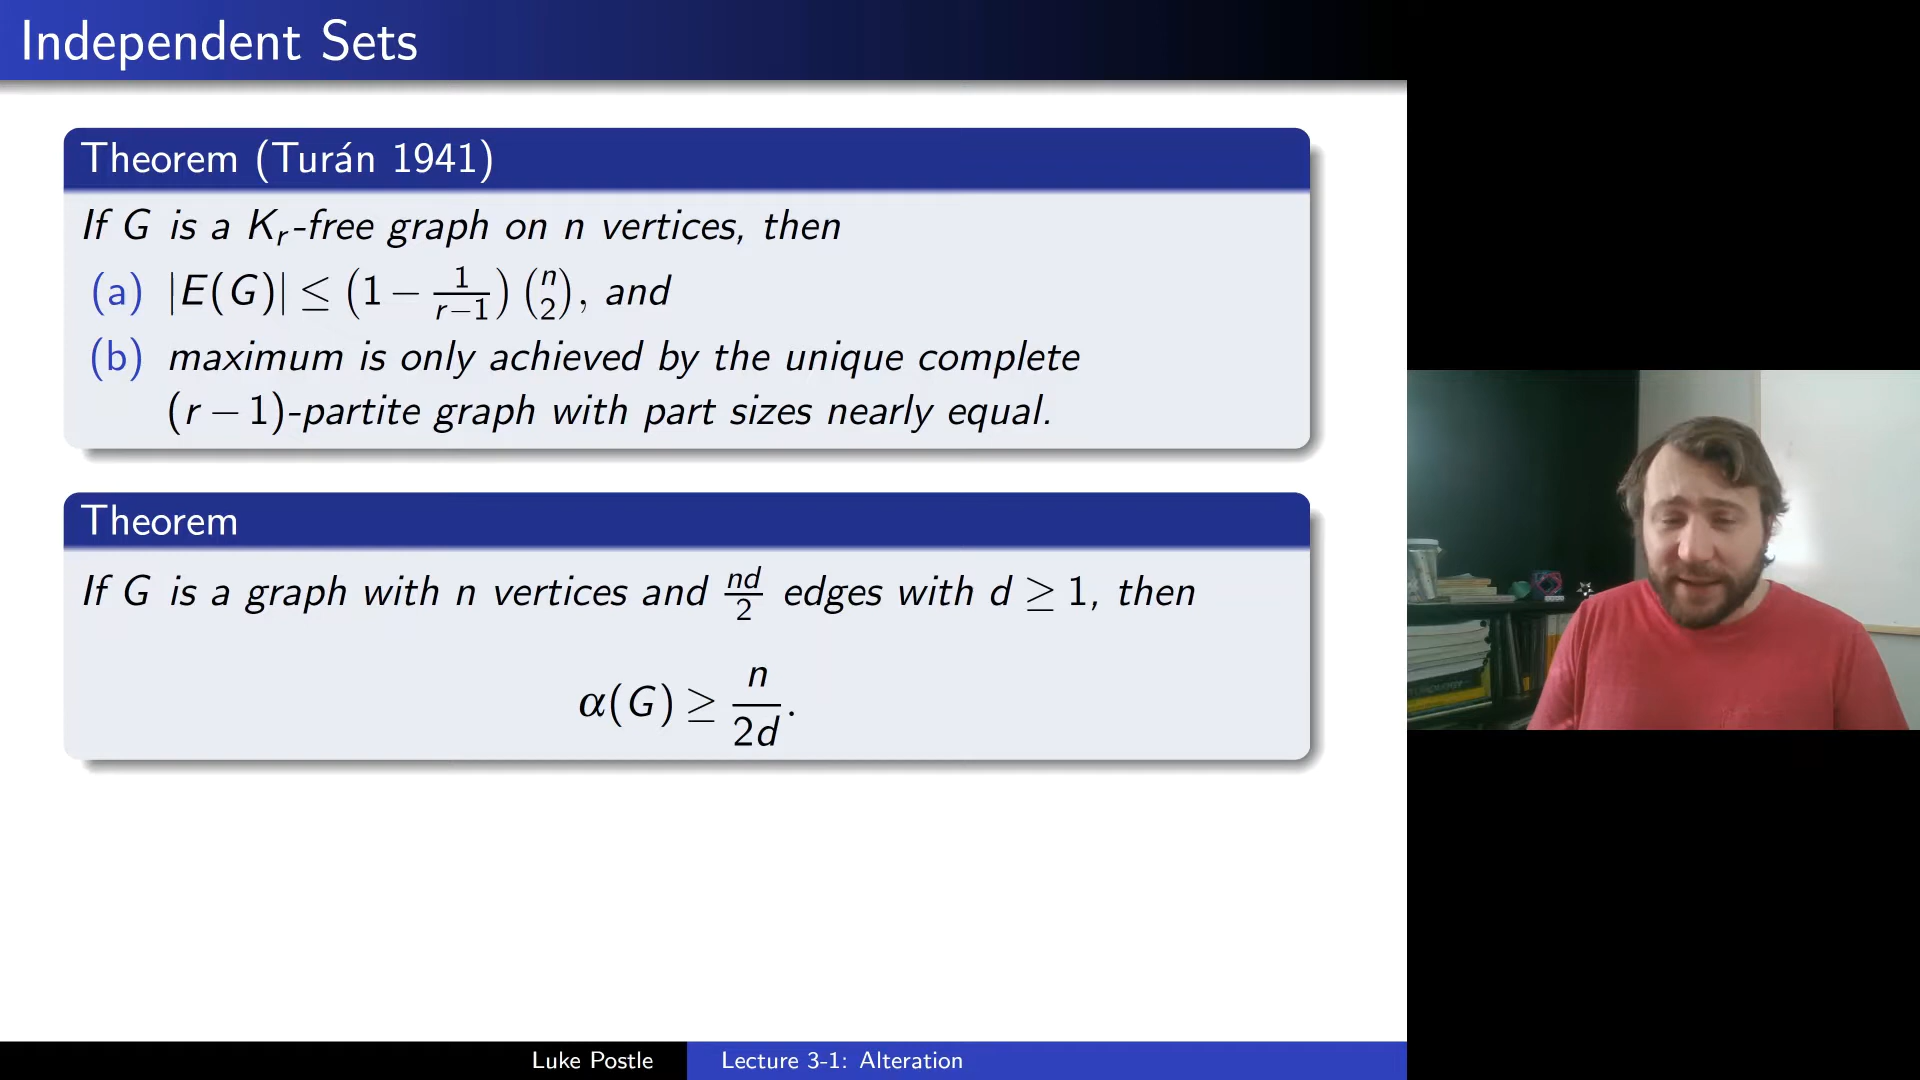 Independent Sets
Theorem (Turán 1941)
If G is a K_r-free graph on n vertices, then
(a) |E(G)| ≤ (1 − 1/(r−1)) (n 2), and
(b) maximum is only achieved by the unique complete
(r − 1)-partite graph with part sizes nearly equal.
Theorem
If G is a graph with n vertices and nd/2 edges with d ≥ 1, then
α(G) ≥ n/2d.
Luke Postle
Lecture 3-1: Alteration